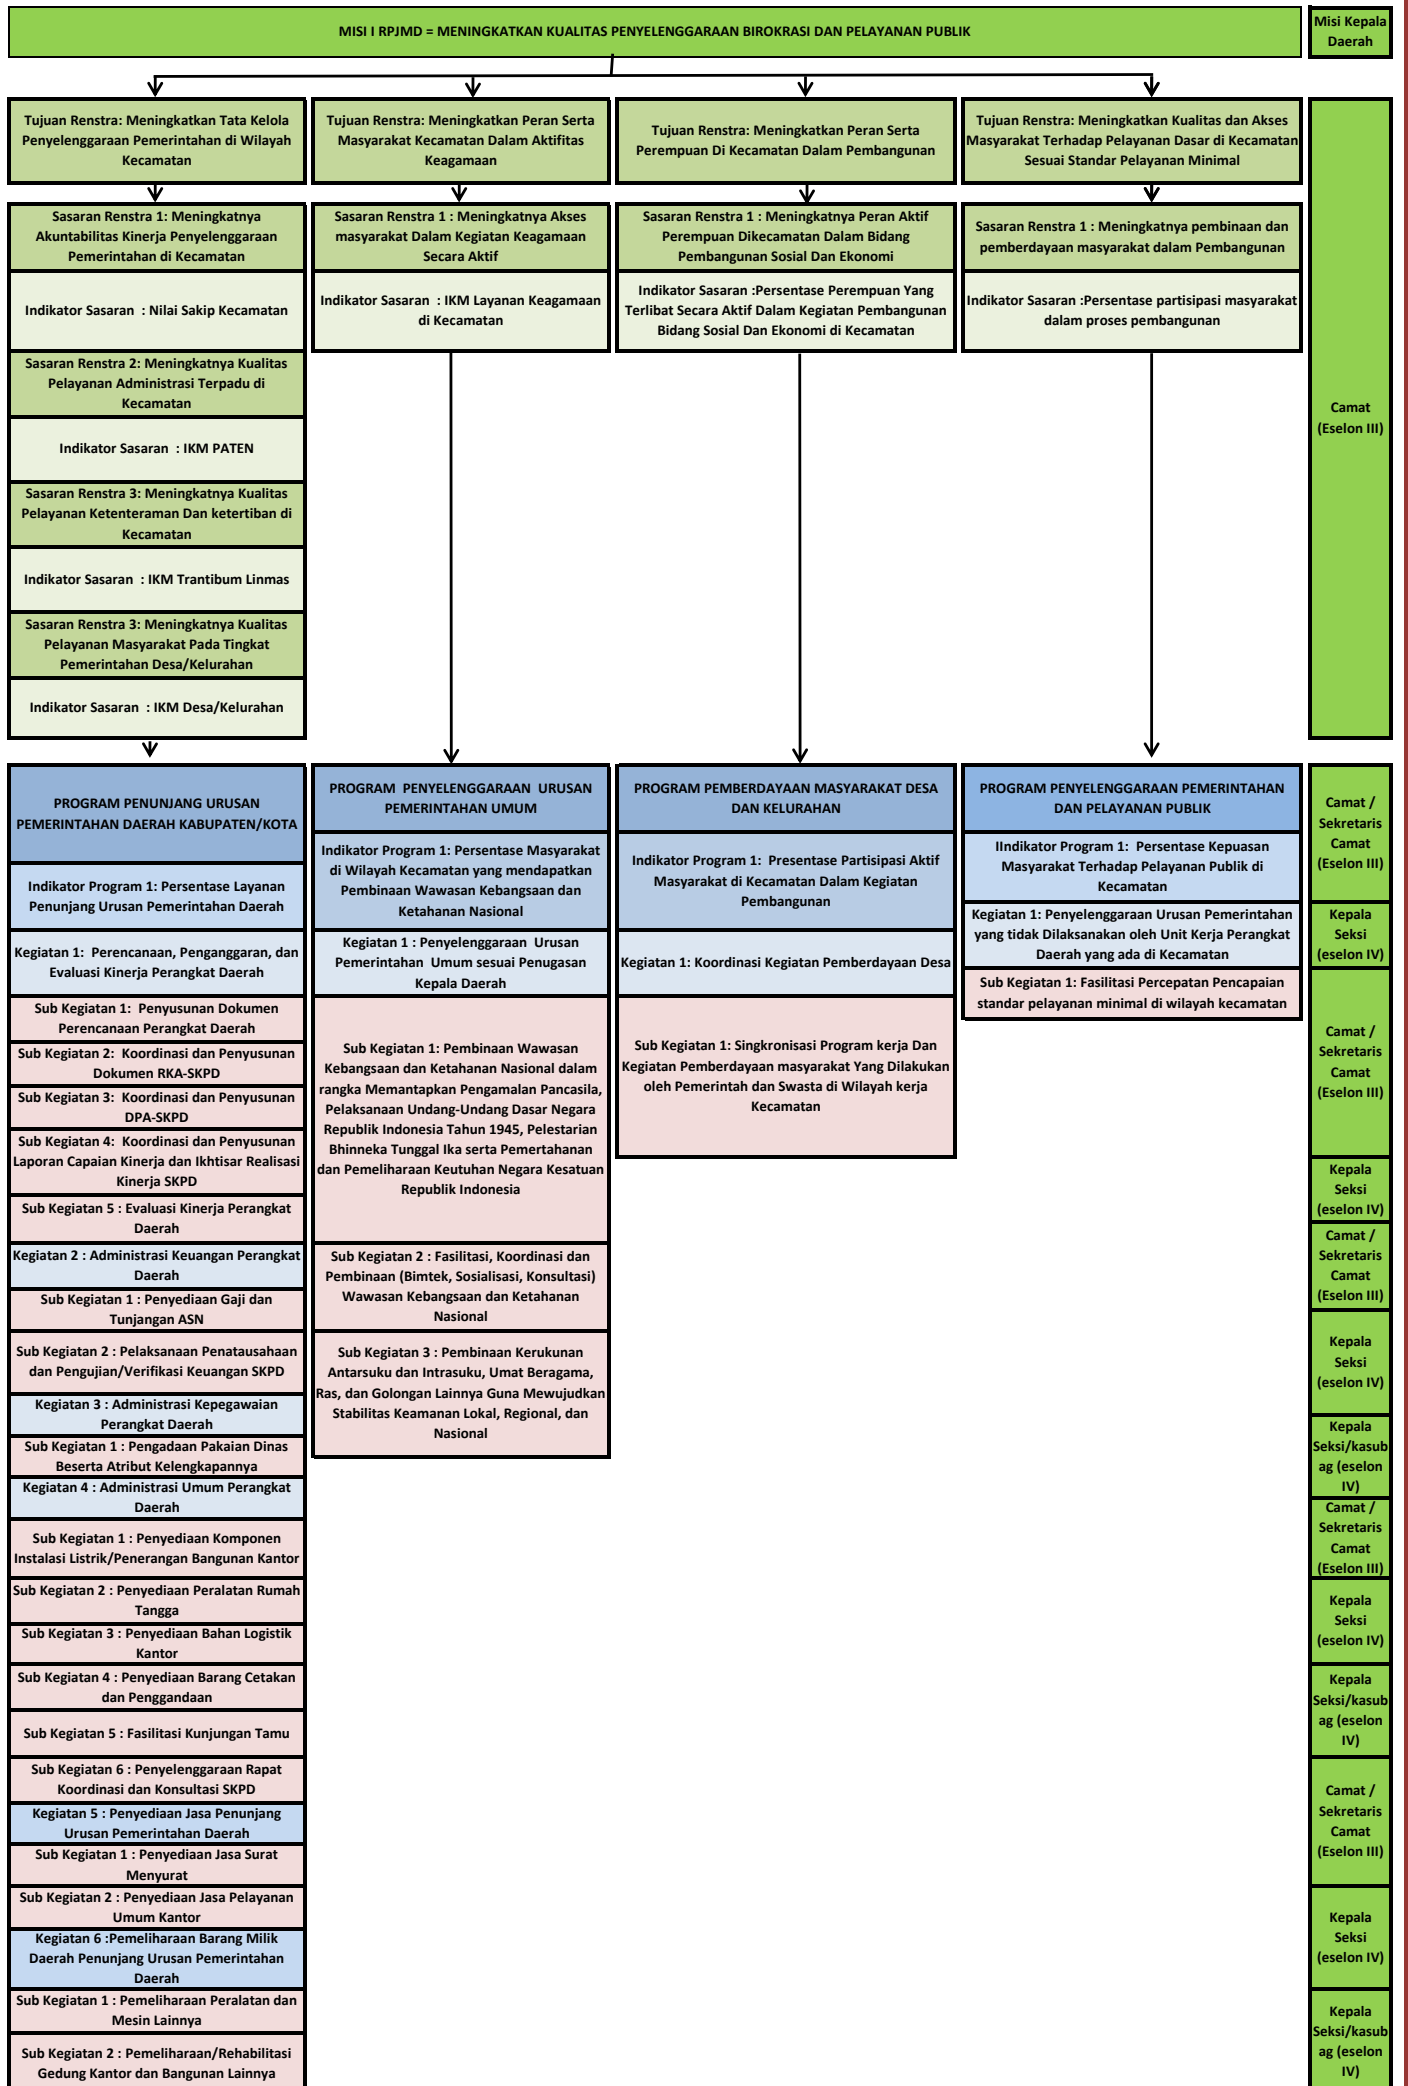 MISI I RPJMD = MENINGKATKAN KUALITAS PENYELENGGARAAN BIROKRASI DAN PELAYANAN PUBLIK
Misi Kepala
Daerah
Tujuan Renstra: Meningkatkan Tata Kelola
Penyelenggaraan Pemerintahan di Wilayah
Kecamatan
Sasaran Renstra 1: Meningkatnya
Akuntabilitas Kinerja Penyelenggaraan
Pemerintahan di Kecamatan
Indikator Sasaran : Nilai Sakip Kecamatan
Sasaran Renstra 2: Meningkatnya Kualitas
Pelayanan Administrasi Terpadu di
Kecamatan
Indikator Sasaran : IKM PATEN
Sasaran Renstra 3: Meningkatnya Kualitas
Pelayanan Ketenteraman Dan ketertiban di
Kecamatan
Indikator Sasaran : IKM Trantibum Linmas
Sasaran Renstra 3: Meningkatnya Kualitas
Pelayanan Masyarakat Pada Tingkat
Pemerintahan Desa/Kelurahan
Indikator Sasaran : IKM Desa/Kelurahan
Tujuan Renstra: Meningkatkan Peran Serta
Masyarakat Kecamatan Dalam Aktifitas
Keagamaan
Sasaran Renstra 1 : Meningkatnya Akses
masyarakat Dalam Kegiatan Keagamaan
Secara Aktif
Indikator Sasaran : IKM Layanan Keagamaan
di Kecamatan
Tujuan Renstra: Meningkatkan Peran Serta
Perempuan Di Kecamatan Dalam Pembangunan
Sasaran Renstra 1 : Meningkatnya Peran Aktif
Perempuan Dikecamatan Dalam Bidang
Pembangunan Sosial Dan Ekonomi
Indikator Sasaran :Persentase Perempuan Yang
Terlibat Secara Aktif Dalam Kegiatan Pembangunan
Bidang Sosial Dan Ekonomi di Kecamatan
Tujuan Renstra: Meningkatkan Kualitas dan Akses
Masyarakat Terhadap Pelayanan Dasar di Kecamatan
Sesuai Standar Pelayanan Minimal
Sasaran Renstra 1 : Meningkatnya pembinaan dan
pemberdayaan masyarakat dalam Pembangunan
Indikator Sasaran :Persentase partisipasi masyarakat
dalam proses pembangunan
Camat
(Eselon III)
PROGRAM PENUNJANG URUSAN
PEMERINTAHAN DAERAH KABUPATEN/KOTA
Indikator Program 1: Persentase Layanan
Penunjang Urusan Pemerintahan Daerah
Kegiatan 1: Perencanaan, Penganggaran, dan
Evaluasi Kinerja Perangkat Daerah
Sub Kegiatan 1: Penyusunan Dokumen
Perencanaan Perangkat Daerah
Sub Kegiatan 2: Koordinasi dan Penyusunan
Dokumen RKA-SKPD
Sub Kegiatan 3: Koordinasi dan Penyusunan
DPA-SKPD
Sub Kegiatan 4: Koordinasi dan Penyusunan
Laporan Capaian Kinerja dan Ikhtisar Realisasi
Kinerja SKPD
Sub Kegiatan 5 : Evaluasi Kinerja Perangkat
Daerah
Kegiatan 2 : Administrasi Keuangan Perangkat
Daerah
Sub Kegiatan 1 : Penyediaan Gaji dan
Tunjangan ASN
Sub Kegiatan 2 : Pelaksanaan Penatausahaan
dan Pengujian/Verifikasi Keuangan SKPD
Kegiatan 3 : Administrasi Kepegawaian
Perangkat Daerah
Sub Kegiatan 1 : Pengadaan Pakaian Dinas
Beserta Atribut Kelengkapannya
Kegiatan 4 : Administrasi Umum Perangkat
Daerah
Sub Kegiatan 1 : Penyediaan Komponen
Instalasi Listrik/Penerangan Bangunan Kantor
Sub Kegiatan 2 : Penyediaan Peralatan Rumah
Tangga
Sub Kegiatan 3 : Penyediaan Bahan Logistik
Kantor
Sub Kegiatan 4 : Penyediaan Barang Cetakan
dan Penggandaan
Sub Kegiatan 5 : Fasilitasi Kunjungan Tamu
Sub Kegiatan 6 : Penyelenggaraan Rapat
Koordinasi dan Konsultasi SKPD
Kegiatan 5 : Penyediaan Jasa Penunjang
Urusan Pemerintahan Daerah
Sub Kegiatan 1 : Penyediaan Jasa Surat
Menyurat
Sub Kegiatan 2 : Penyediaan Jasa Pelayanan
Umum Kantor
Kegiatan 6 :Pemeliharaan Barang Milik
Daerah Penunjang Urusan Pemerintahan
Daerah
Sub Kegiatan 1 : Pemeliharaan Peralatan dan
Mesin Lainnya
Sub Kegiatan 2 : Pemeliharaan/Rehabilitasi
Gedung Kantor dan Bangunan Lainnya
PROGRAM PENYELENGGARAAN URUSAN
PEMERINTAHAN UMUM
Indikator Program 1: Persentase Masyarakat
di Wilayah Kecamatan yang mendapatkan
Pembinaan Wawasan Kebangsaan dan
Ketahanan Nasional
Kegiatan 1 : Penyelenggaraan Urusan
Pemerintahan Umum sesuai Penugasan
Kepala Daerah
Sub Kegiatan 1: Pembinaan Wawasan
Kebangsaan dan Ketahanan Nasional dalam
rangka Memantapkan Pengamalan Pancasila,
Pelaksanaan Undang-Undang Dasar Negara
Republik Indonesia Tahun 1945, Pelestarian
Bhinneka Tunggal Ika serta Pemertahanan
dan Pemeliharaan Keutuhan Negara Kesatuan
Republik Indonesia
Sub Kegiatan 2 : Fasilitasi, Koordinasi dan
Pembinaan (Bimtek, Sosialisasi, Konsultasi)
Wawasan Kebangsaan dan Ketahanan
Nasional
Sub Kegiatan 3 : Pembinaan Kerukunan
Antarsuku dan Intrasuku, Umat Beragama,
Ras, dan Golongan Lainnya Guna Mewujudkan
Stabilitas Keamanan Lokal, Regional, dan
Nasional
PROGRAM PEMBERDAYAAN MASYARAKAT DESA
DAN KELURAHAN
Indikator Program 1: Presentase Partisipasi Aktif
Masyarakat di Kecamatan Dalam Kegiatan
Pembangunan
Kegiatan 1: Koordinasi Kegiatan Pemberdayaan Desa
Sub Kegiatan 1: Singkronisasi Program kerja Dan
Kegiatan Pemberdayaan masyarakat Yang Dilakukan
oleh Pemerintah dan Swasta di Wilayah kerja
Kecamatan
PROGRAM PENYELENGGARAAN PEMERINTAHAN
DAN PELAYANAN PUBLIK
IIndikator Program 1: Persentase Kepuasan
Masyarakat Terhadap Pelayanan Publik di
Kecamatan
Kegiatan 1: Penyelenggaraan Urusan Pemerintahan
yang tidak Dilaksanakan oleh Unit Kerja Perangkat
Daerah yang ada di Kecamatan
Sub Kegiatan 1: Fasilitasi Percepatan Pencapaian
standar pelayanan minimal di wilayah kecamatan
Camat /
Sekretaris
Camat
(Eselon III)
Kepala
Seksi
(eselon IV)
Camat /
Sekretaris
Camat
(Eselon III)
Kepala
Seksi
(eselon IV)
Camat /
Sekretaris
Camat
(Eselon III)
Kepala
Seksi
(eselon IV)
Kepala
Seksi/kasub
ag (eselon
IV)
Camat /
Sekretaris
Camat
(Eselon III)
Kepala
Seksi
(eselon IV)
Kepala
Seksi/kasub
ag (eselon
IV)
Camat /
Sekretaris
Camat
(Eselon III)
Kepala
Seksi
(eselon IV)
Kepala
Seksi/kasub
ag (eselon
IV)